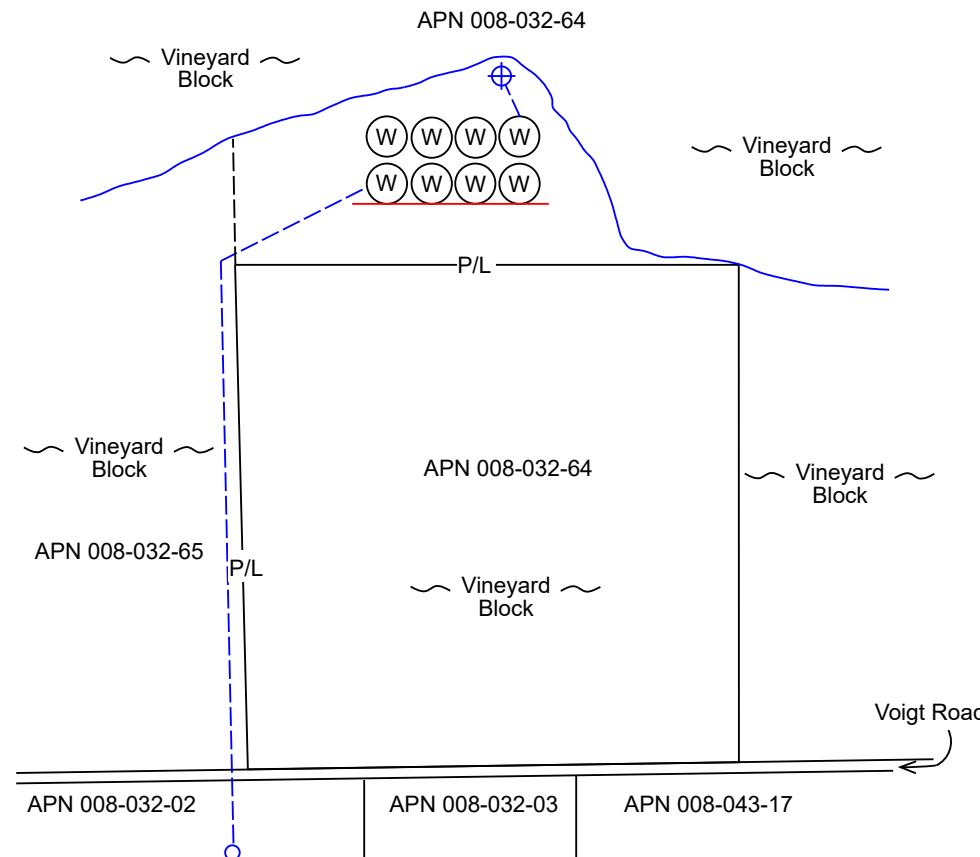 APN 008-032-64
Vineyard
Block
W W W W
Vineyard
Block
W W W W
P/L
Vineyard
Block
APN 008-032-64
Vineyard
Block
APN 008-032-65
P/L
Vineyard
Block
Voigt Road
APN 008-032-02
APN 008-032-03
APN 008-043-17